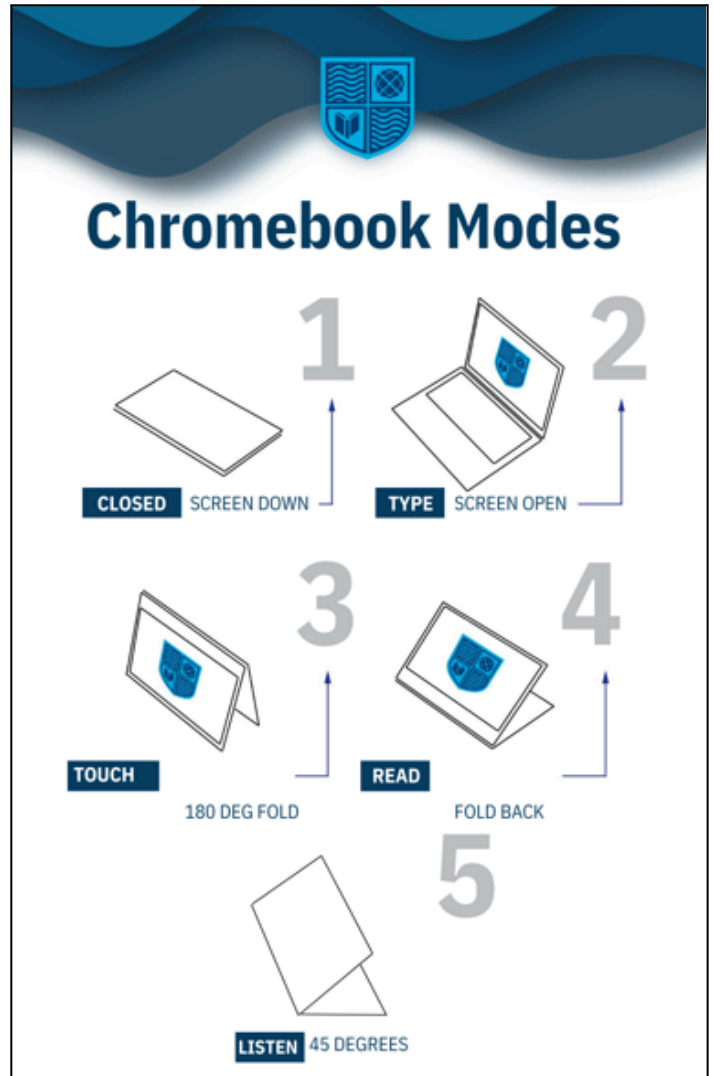 Chromebook Modes
1
2
CLOSED SCREEN DOWN
TYPE SCREEN OPEN
3
4
TOUCH
180 DEG FOLD
READ
FOLD BACK
5
LISTEN 45 DEGREES